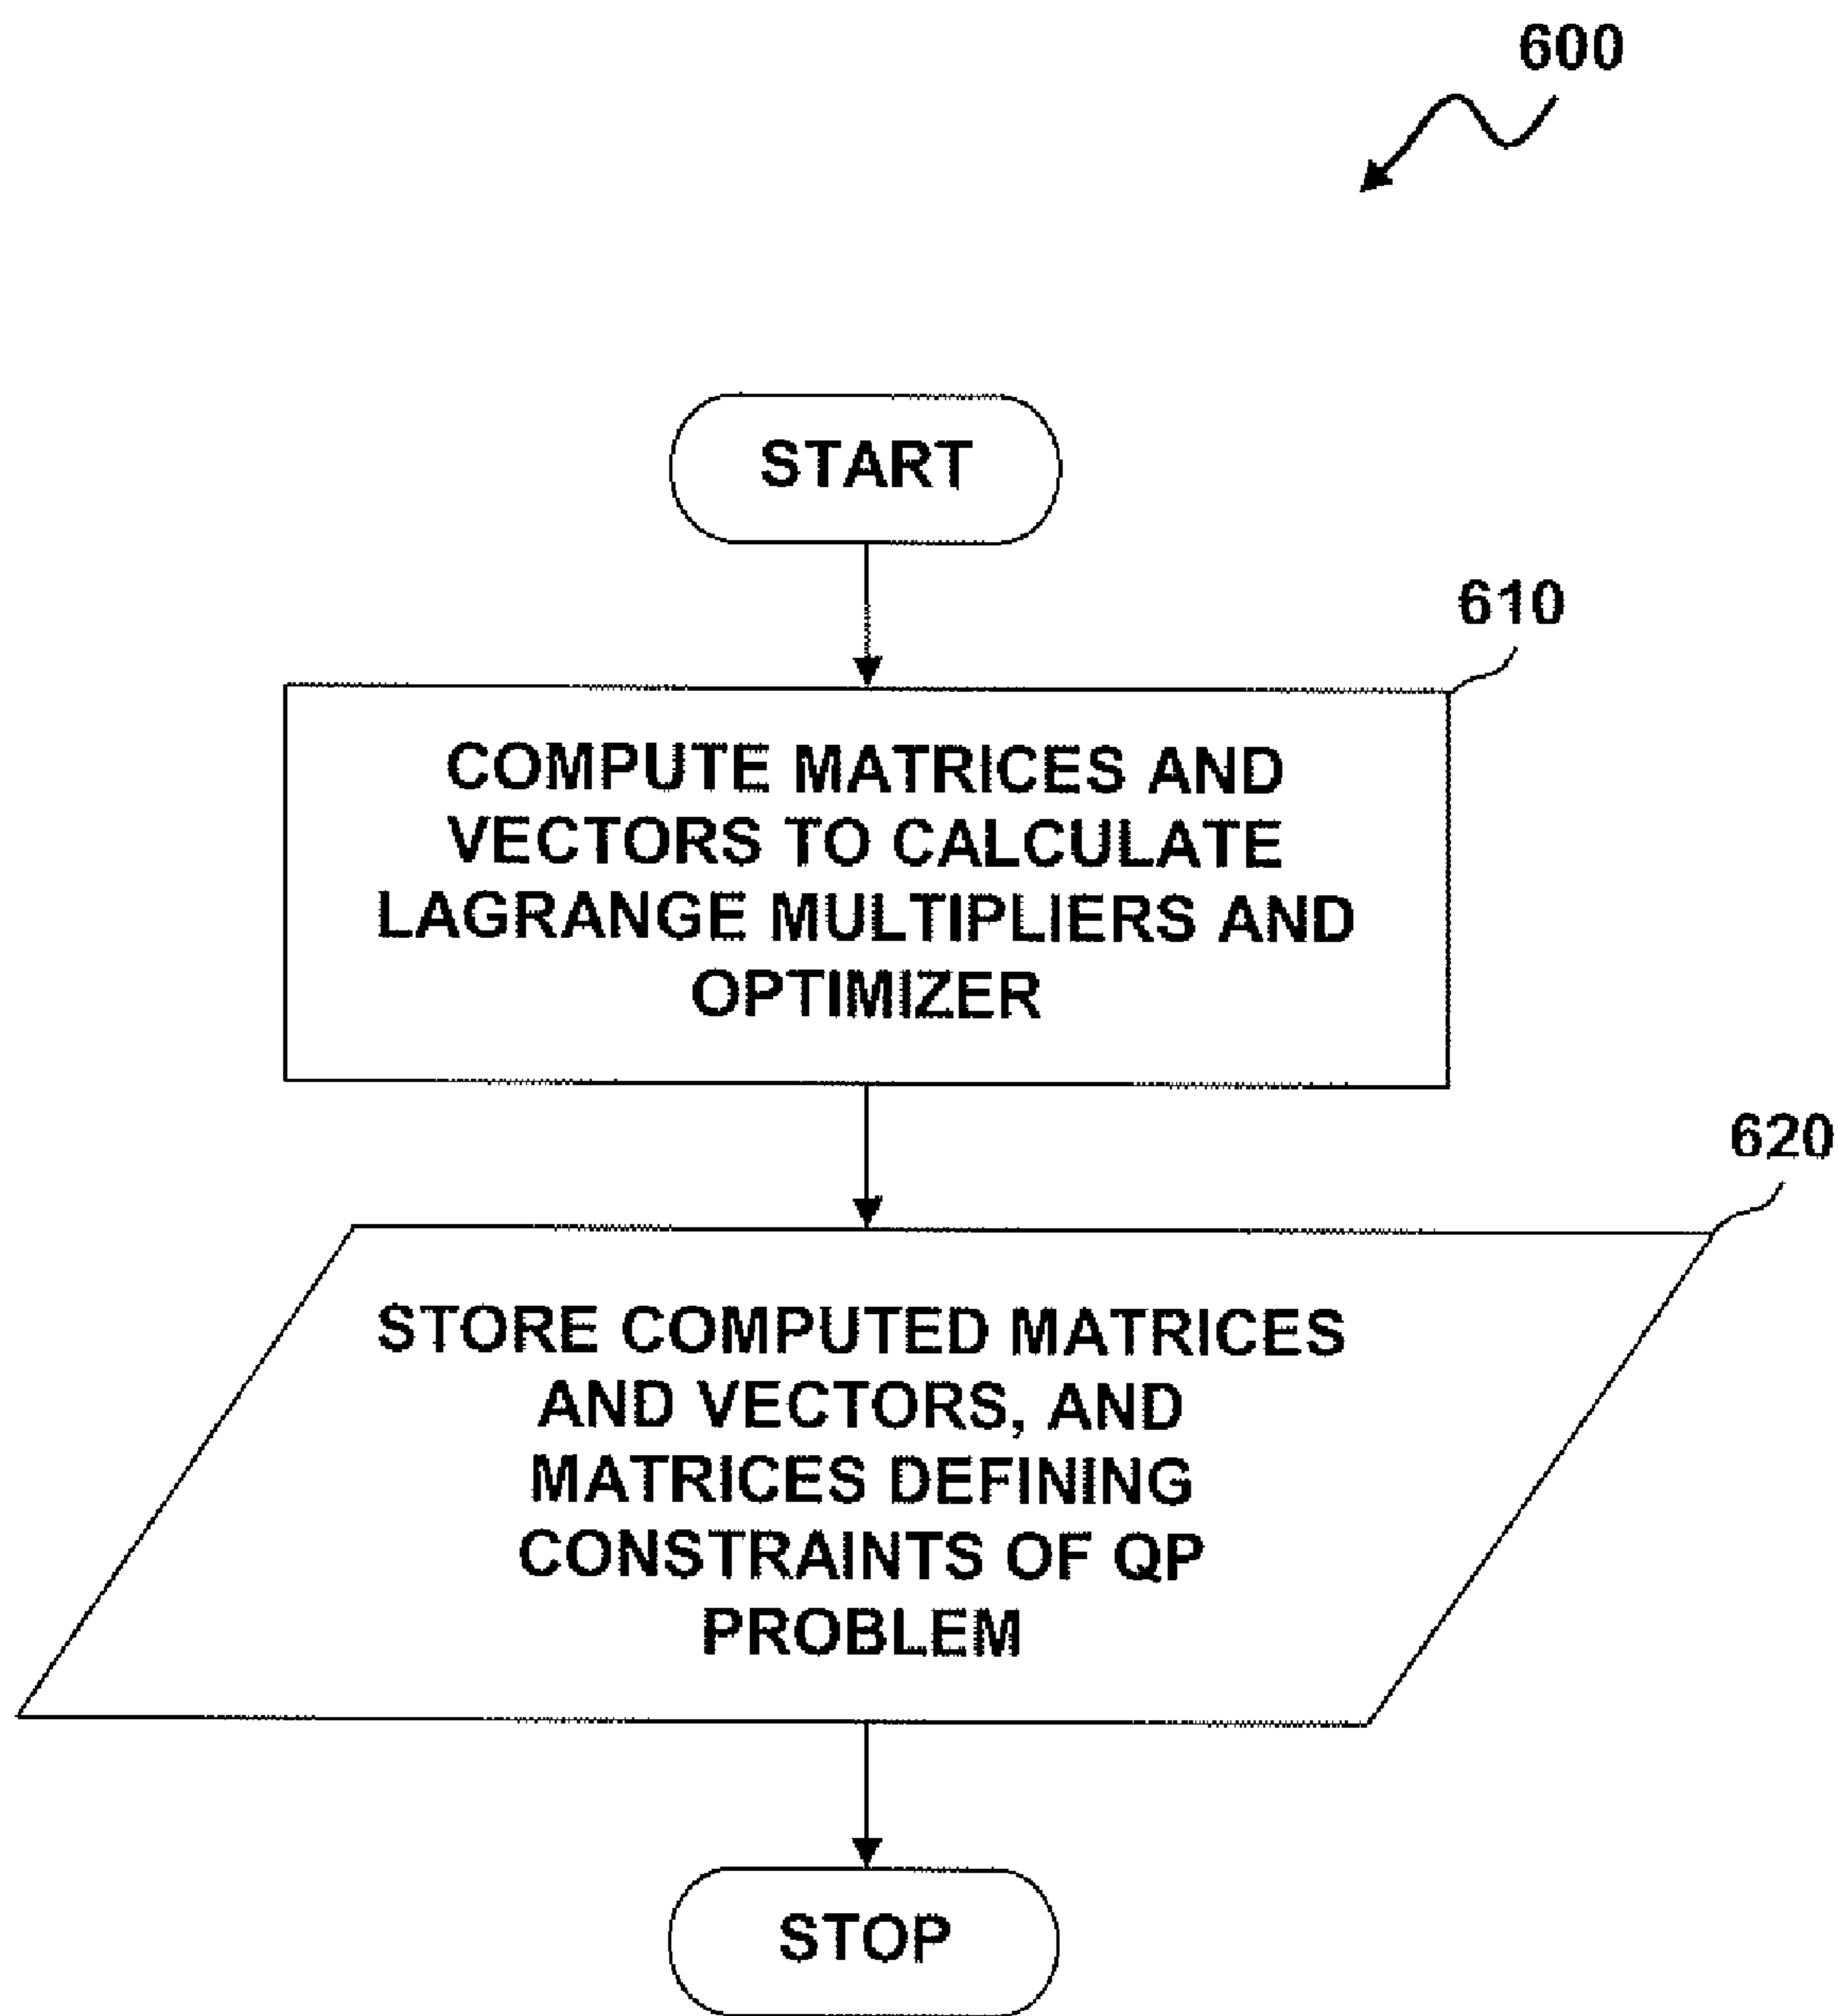 600
START
610
COMPUTE MATRICES AND
VECTORS TO CALCULATE
LAGRANGE MULTIPLIERS AND
OPTIMIZER
620
STORE COMPUTED MATRICES
AND VECTORS, AND
MATRICES DEFINING
CONSTRAINTS OF QP
PROBLEM
STOP